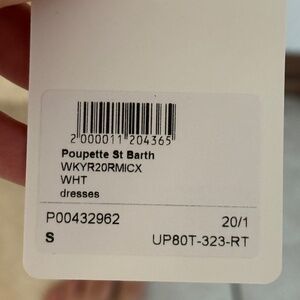 2 000011 204365
Poupette St Barth
WKYR20RMICX
WHT
dresses
P00432962 20/1
S UP80T-323-RT